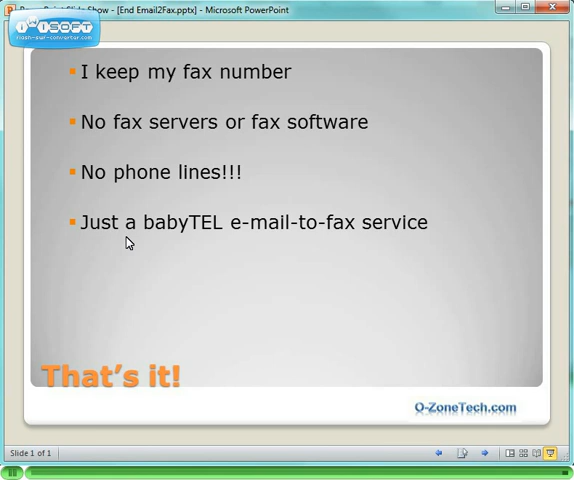 Show - [End Email2Fax.pptx] - Microsoft PowerPoint
flash-swf-converter.com
I keep my fax number
No fax servers or fax software
No phone lines!!!
Just a babyTEL e-mail-to-fax service
That's it!
O-ZoneTech.com
Slide 1 of 1